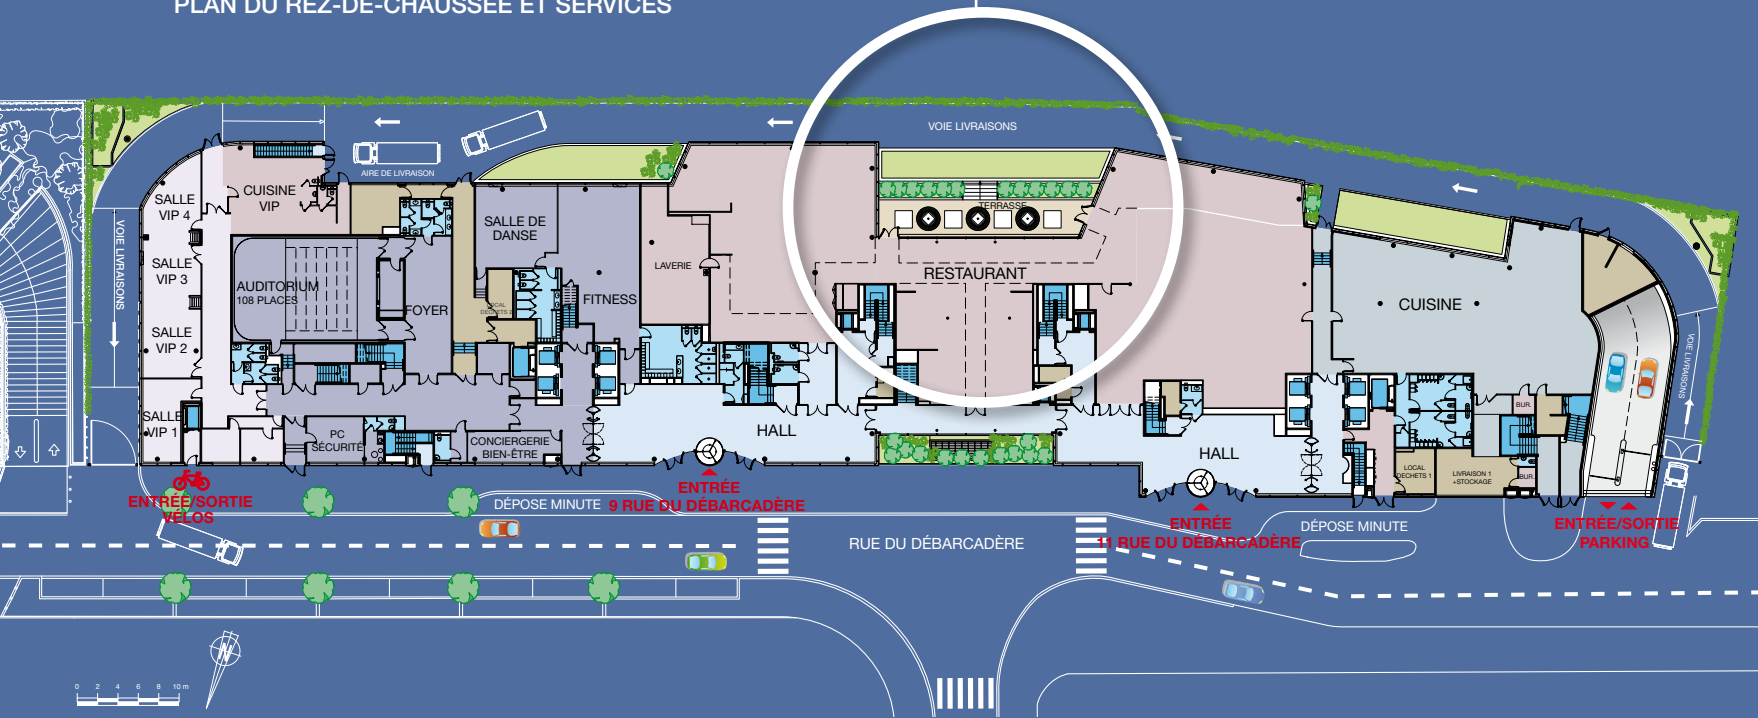 PLAN DU REZ-DE-CHAUSSÉE ET SERVICES
VOIE LIVRAISONS
AIRE DE LIVRAISON
SALLE
VIP 4
CUISINE
VIP
SALLE DE
DANSE
TERRASSE
VOIE LIVRAISONS
SALLE
VIP 3
LAVERIE
RESTAURANT
AUDITORIUM
108 PLACES
FOYER
LOCAL
DECHETS 2
FITNESS
CUISINE
SALLE
VIP 2
VOIE LIVRAISONS
SALLE
VIP 1
PC
SÉCURITÉ
CONCIERGERIE
BIEN-ÊTRE
HALL
HALL
BUR.
LOCAL
DECHETS 1
LIVRAISON 1
+STOCKAGE
BUR.
ENTRÉE/SORTIE
VÉLOS
DÉPOSE MINUTE
ENTRÉE
9 RUE DU DÉBARCADÈRE
RUE DU DÉBARCADÈRE
ENTRÉE
11 RUE DU DÉBARCADÈRE
DÉPOSE MINUTE
ENTRÉE/SORTIE
PARKING
N
0 2 4 6 8 10 m